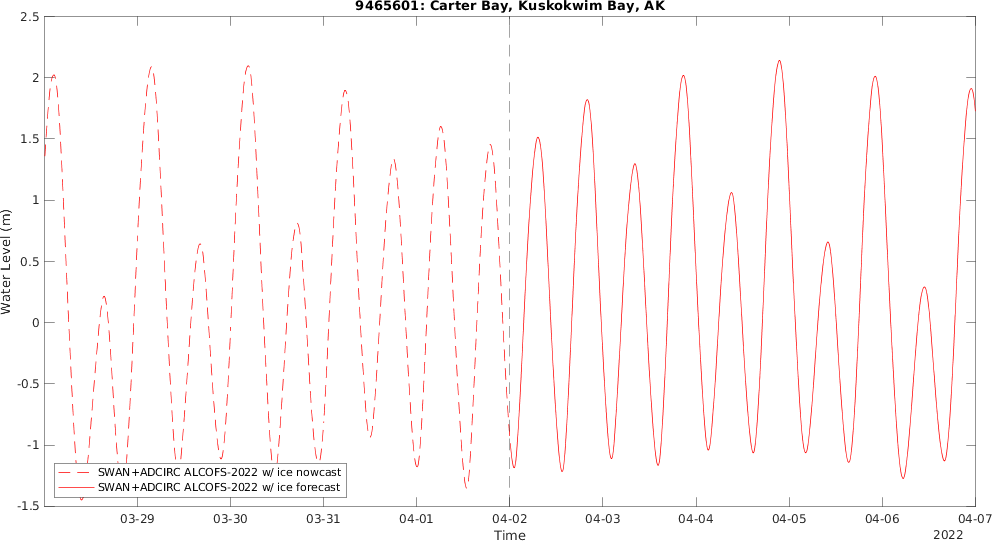 9465601: Carter Bay, Kuskokwim Bay, AK
2.5
2
1.5
1
0.5
0
-0.5
-1
-1.5
Water Level (m)
SWAN+ADCIRC ALCOFS-2022 w/ ice nowcast
SWAN+ADCIRC ALCOFS-2022 w/ ice forecast
03-29 03-30 03-31 04-01 04-02 04-03 04-04 04-05 04-06 04-07
Time
2022